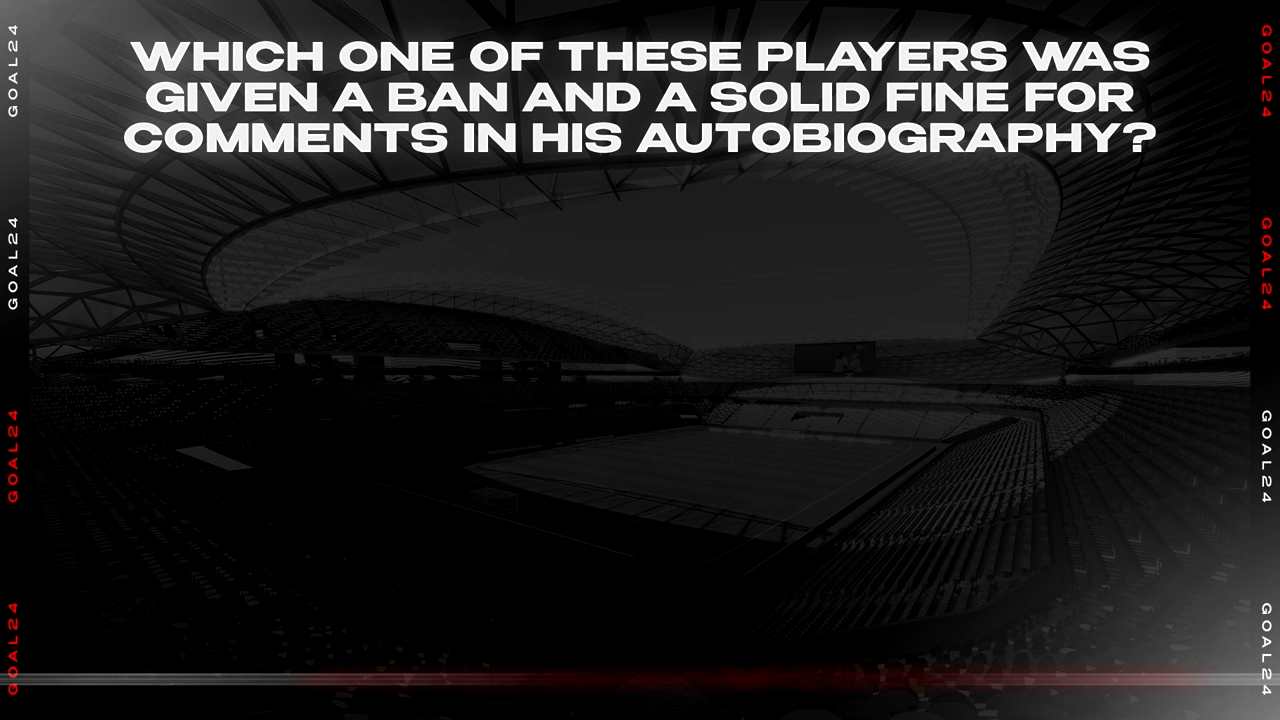 WHICH ONE OF THESE PLAYERS WAS
GIVEN A BAN AND A SOLID FINE FOR
COMMENTS IN HIS AUTOBIOGRAPHY?
GOAL24
GOAL24
GOAL24
GOAL24
GOAL24
GOAL24
GOAL24
GOAL24